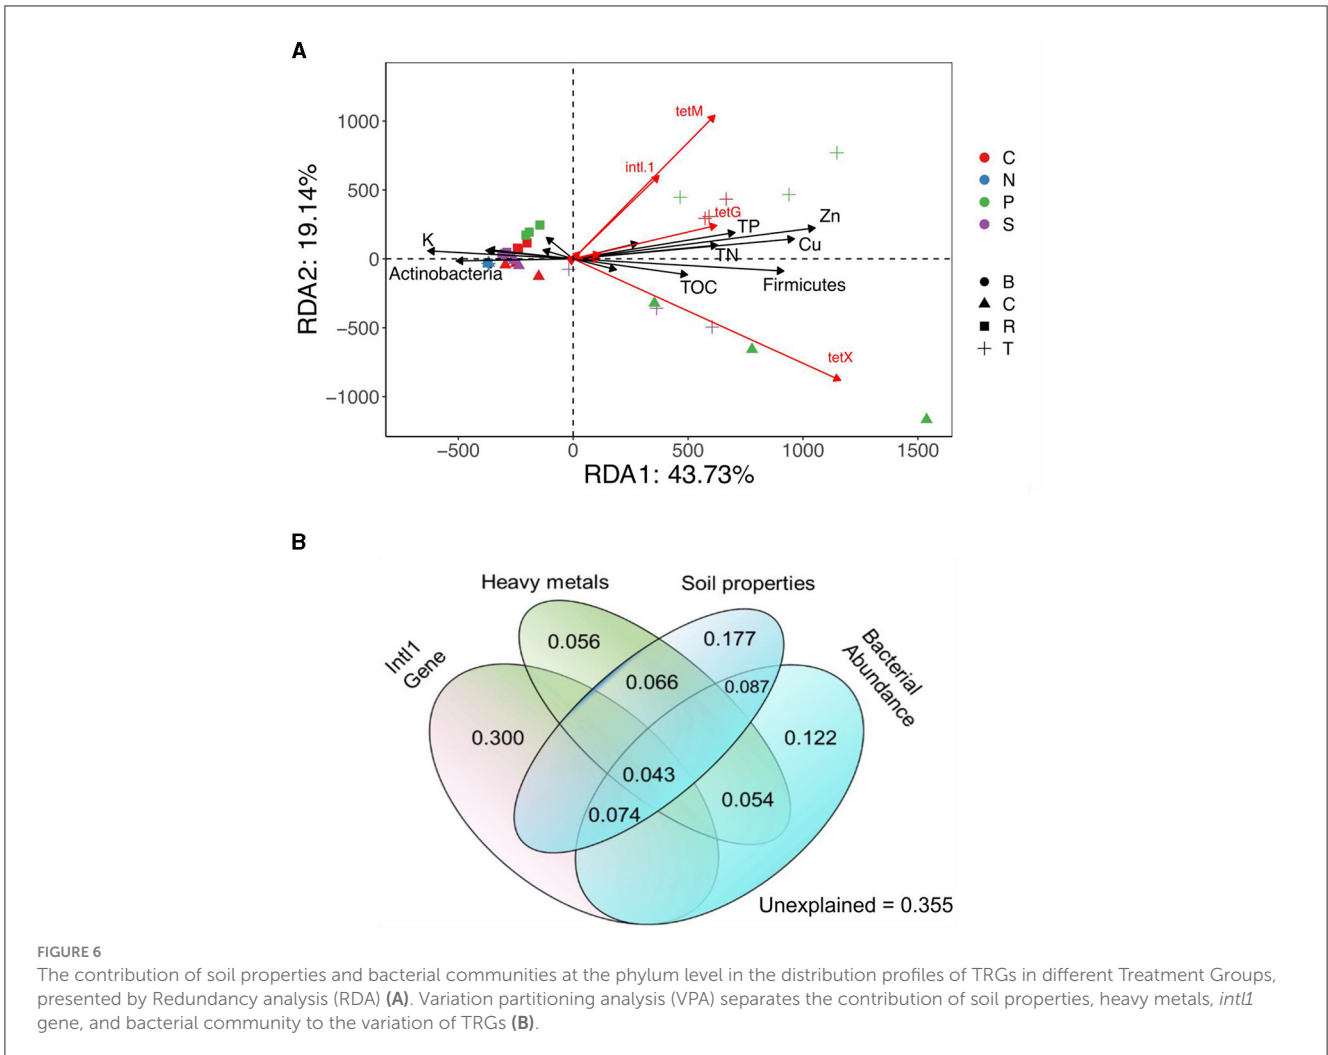 A
tetM
intl.1
tetG
TP
Zn
Cu
TN
K
Actinobacteria
TOC
Firmicutes
tetX
1000
500
0
−500
−1000
RDA2: 19.14%
−500
0
500
1000
1500
RDA1: 43.73%
C
N
P
S
B
C
R
T
B
Heavy metals
Soil properties
Intl1
Gene
Bacterial
Abundance
0.056
0.177
0.066
0.087
0.300
0.122
0.043
0.054
0.074
Unexplained = 0.355
FIGURE 6
The contribution of soil properties and bacterial communities at the phylum level in the distribution profiles of TRGs in different Treatment Groups,
presented by Redundancy analysis (RDA) (A). Variation partitioning analysis (VPA) separates the contribution of soil properties, heavy metals, intl1
gene, and bacterial community to the variation of TRGs (B).